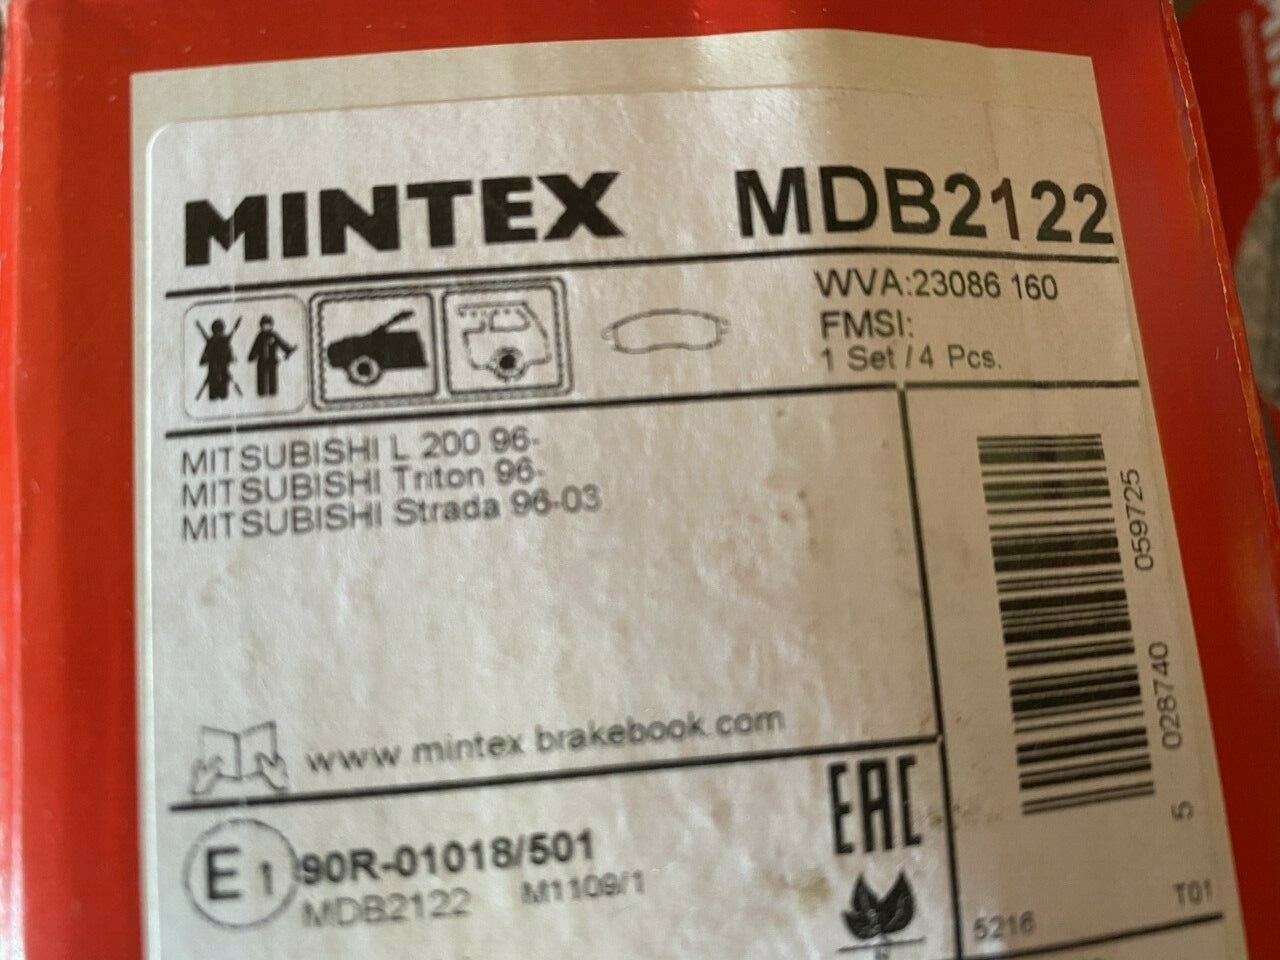 MINTEX MDB2122
WVA:23086 160
FMSI:
1 Set / 4 Pcs.
MITSUBISHI L 200 96-
MITSUBISHI Triton 96-
MITSUBISHI Strada 96-03
www mintex brakebook com
E1 90R-01018/501
MDB2122 M1109/1
EAC
5 028740 059725
5216 T01